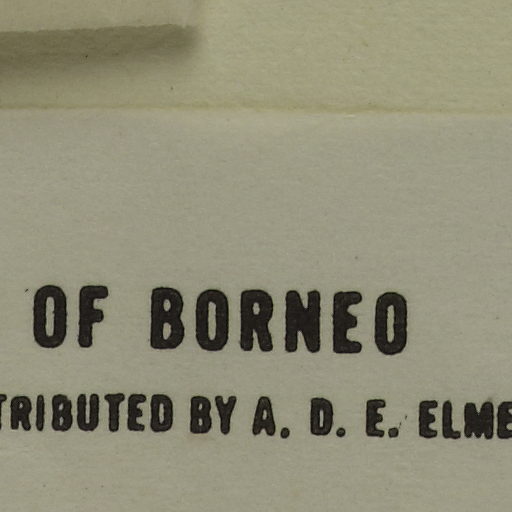 OF BORNEO
TRIBUTED BY A. D. E. ELME